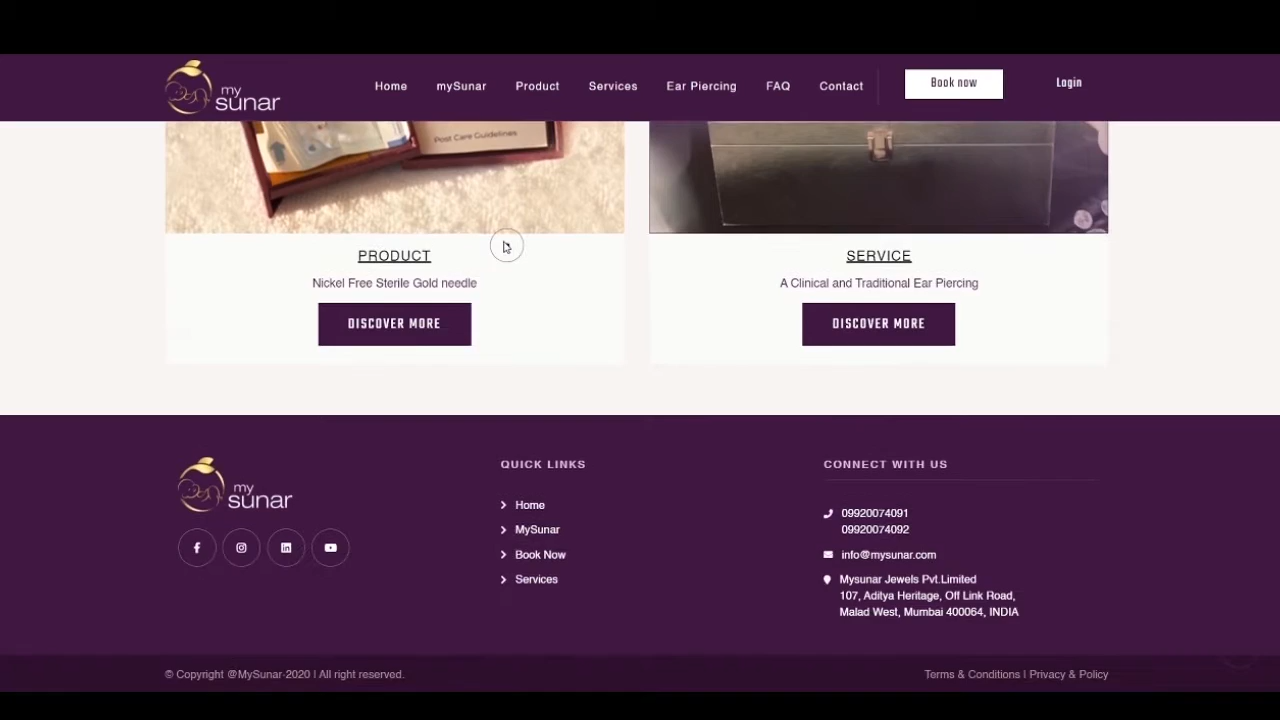 my
sunar
Home
mySunar
Product
Services
Ear Piercing
FAQ
Contact
Book now
Login
Post Care Guidelines
PRODUCT
Nickel Free Sterile Gold needle
DISCOVER MORE
SERVICE
A Clinical and Traditional Ear Piercing
DISCOVER MORE
my
sunar
QUICK LINKS
Home
MySunar
Book Now
Services
CONNECT WITH US
09920074091
09920074092
info@mysunar.com
Mysunar Jewels Pvt.Limited
107, Aditya Heritage, Off Link Road,
Malad West, Mumbai 400064, INDIA
© Copyright @MySunar-2020 | All right reserved.
Terms & Conditions | Privacy & Policy